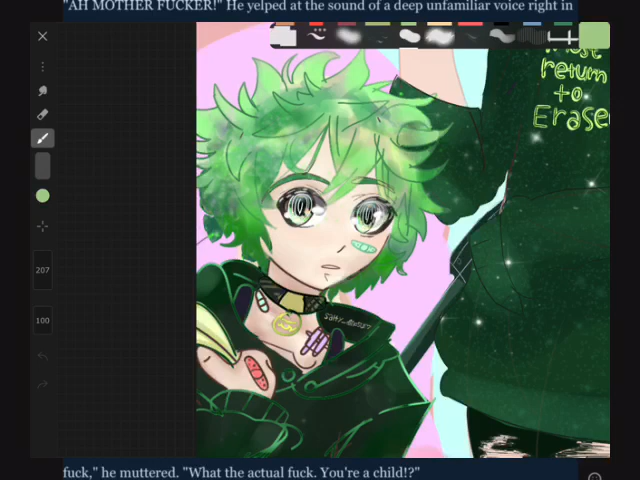 "AH MOTHER FUCKER!" He yelped at the sound of a deep unfamiliar voice right in
must
return
to
Erase
207
100
fuck," he muttered. "What the actual fuck. You're a child!?"